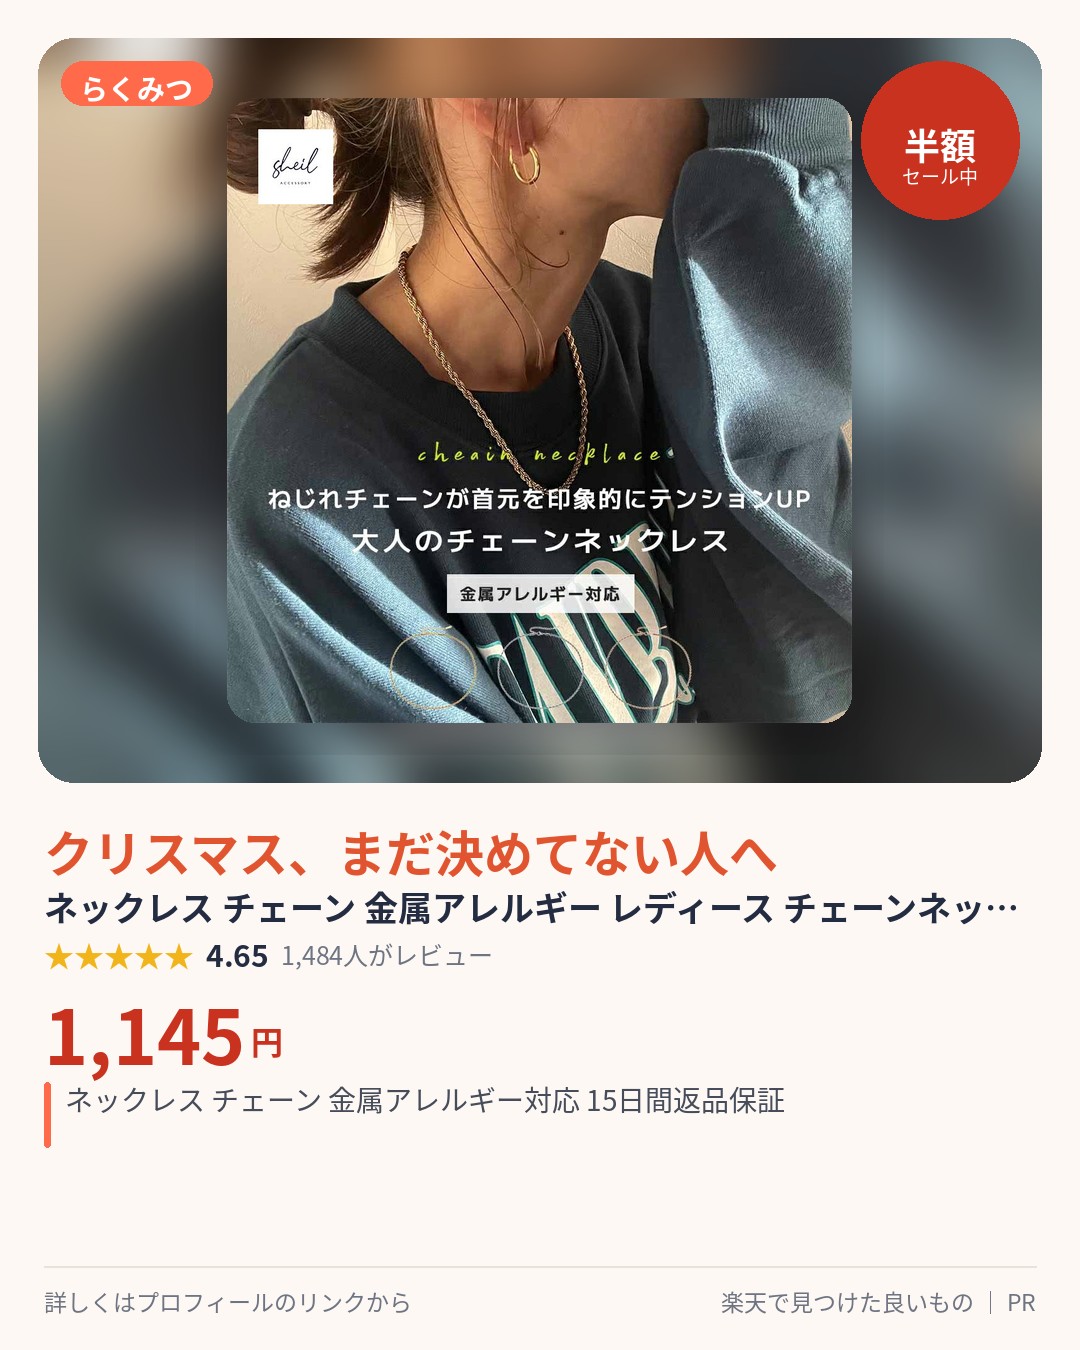 らくみつ
半額
セール中
sheil
ACCESSORY
cheain necklace
ねじれチェーンが首元を印象的にテンションUP
大人のチェーンネックレス
金属アレルギー対応
クリスマス、まだ決めてない人へ
ネックレス チェーン 金属アレルギー レディース チェーンネッ…
★★★★★ 4.65 1,484人がレビュー
1,145円
ネックレス チェーン 金属アレルギー対応 15日間返品保証
詳しくはプロフィールのリンクから
楽天で見つけた良いもの｜PR